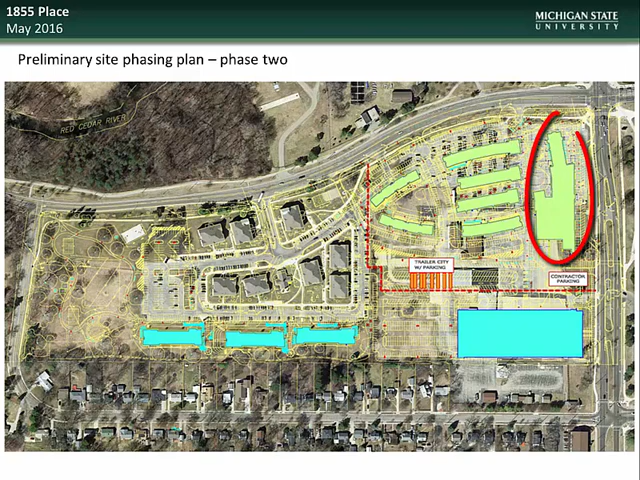 1855 Place
May 2016
MICHIGAN STATE
UNIVERSITY
Preliminary site phasing plan – phase two
RED CEDAR RIVER
TRAILER CITY
W/ PARKING
CONTRACTOR
PARKING